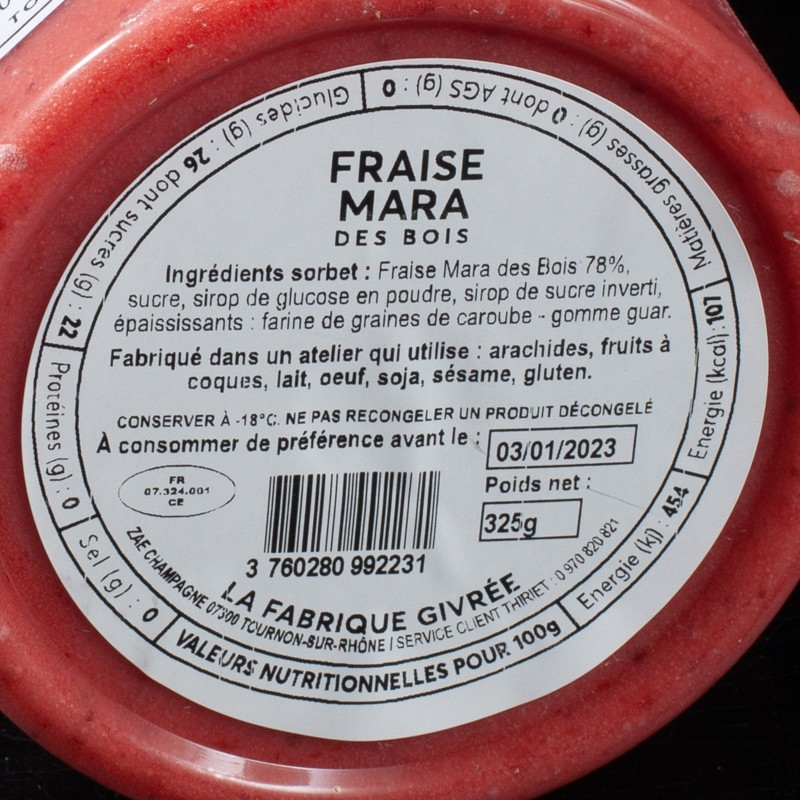 FRAISE
MARA
DES BOIS
Ingrédients sorbet : Fraise Mara des Bois 78%,
sucre, sirop de glucose en poudre, sirop de sucre inverti,
épaississants : farine de graines de caroube - gomme guar.
Fabriqué dans un atelier qui utilise : arachides, fruits à
coques, lait, oeuf, soja, sésame, gluten.
CONSERVER À -18°C. NE PAS RECONGELER UN PRODUIT DÉCONGELÉ
À consommer de préférence avant le : 03/01/2023
Poids net :
325g
FR
07.324.001
CE
3 760280 992231
LA FABRIQUE GIVRÉE
ZAE CHAMPAGNE 07300 TOURNON-SUR-RHÔNE / SERVICE CLIENT THIRIET : 0 970 820 821
VALEURS NUTRITIONNELLES POUR 100g
Energie (kj) : 454
Energie (kcal) : 107
Matières grasses (g) : 0 dont AGS (g) : 0
Glucides (g) : 26 dont sucres (g) : 22
Protéines (g) : 0
Sel (g) : 0